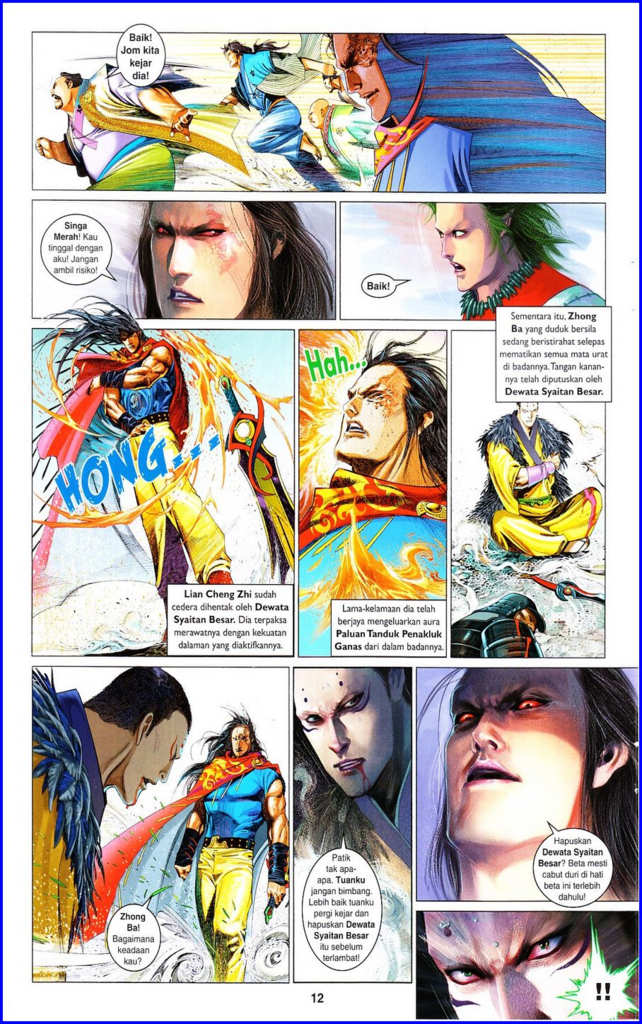 Baik!
Jom kita
kejar
dia!
Singa
Merah! Kau
tinggal dengan
aku! Jangan
ambil risiko!
Baik!
HONG...
Lian Cheng Zhi sudah
cedera dihentak oleh Dewata
Syaitan Besar. Dia terpaksa
merawatnya dengan kekuatan
dalaman yang diaktifkannya.
Hah...
Lama-kelamaan dia telah
berjaya mengeluarkan aura
Paluan Tanduk Penakluk
Ganas dari dalam badannya.
Sementara itu, Zhong
Ba yang duduk bersila
sedang beristirahat selepas
mematikan semua mata urat
di badannya. Tangan kanan-
nya telah diputuskan oleh
Dewata Syaitan Besar.
Zhong
Ba!
Bagaimana
keadaan
kau?
Patik
tak apa-
apa. Tuanku
jangan bimbang.
Lebih baik tuanku
pergi kejar dan
hapuskan Dewata
Syaitan Besar
itu sebelum
terlambat!
Hapuskan
Dewata Syaitan
Besar? Beta mesti
cabut duri di hati
beta ini terlebih
dahulu!
!!
12